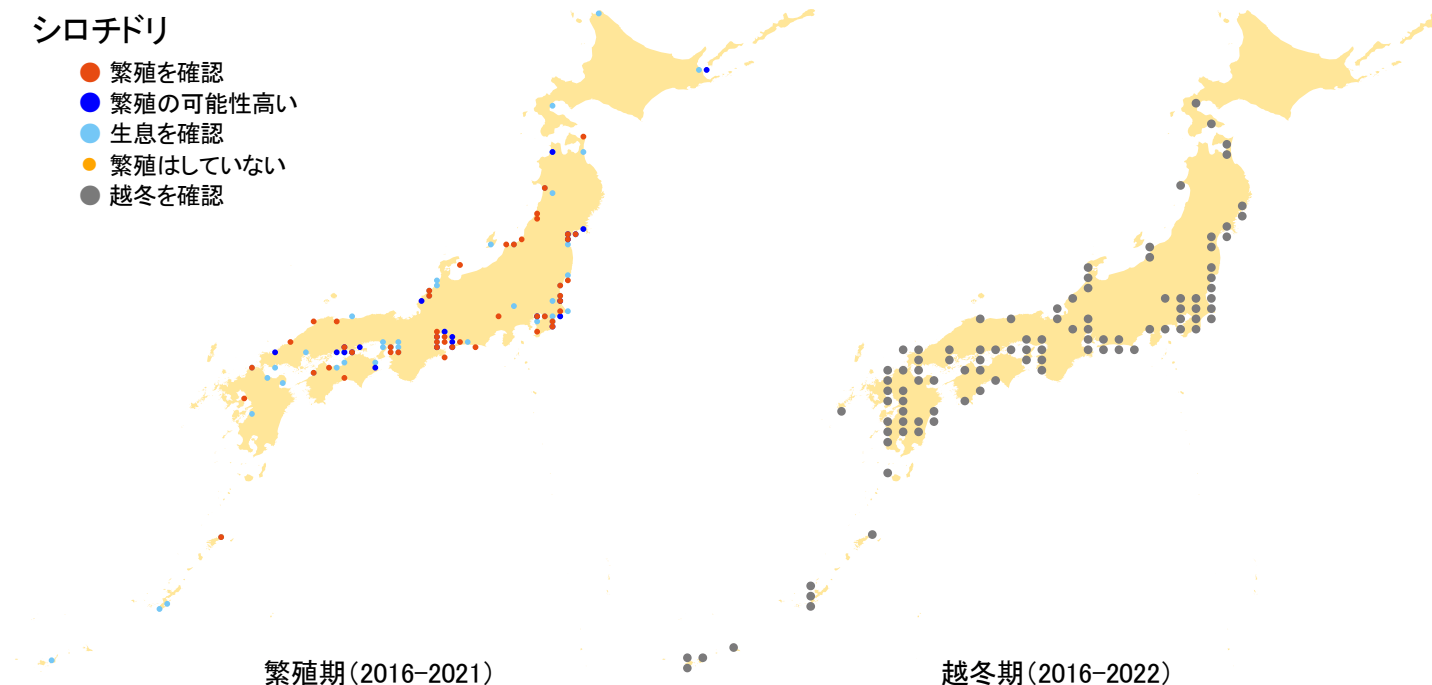 シロチドリ
繁殖を確認
繁殖の可能性高い
生息を確認
繁殖はしていない
越冬を確認
繁殖期(2016-2021)
越冬期(2016-2022)